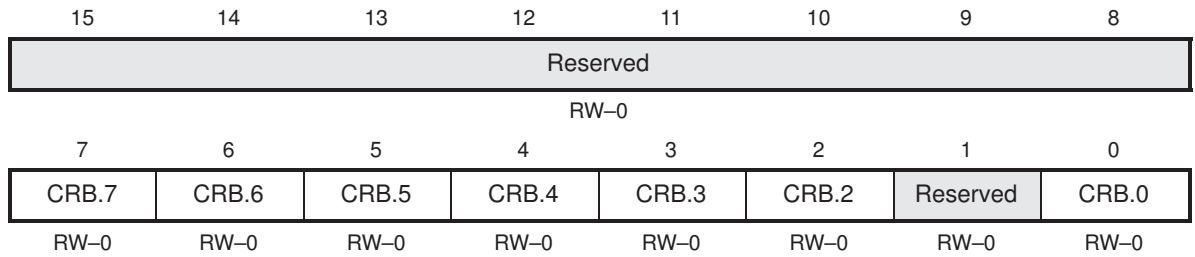 15 14 13 12 11 10 9 8
Reserved
RW–0
7 6 5 4 3 2 1 0
CRB.7 CRB.6 CRB.5 CRB.4 CRB.3 CRB.2 Reserved CRB.0
RW–0 RW–0 RW–0 RW–0 RW–0 RW–0 RW–0 RW–0